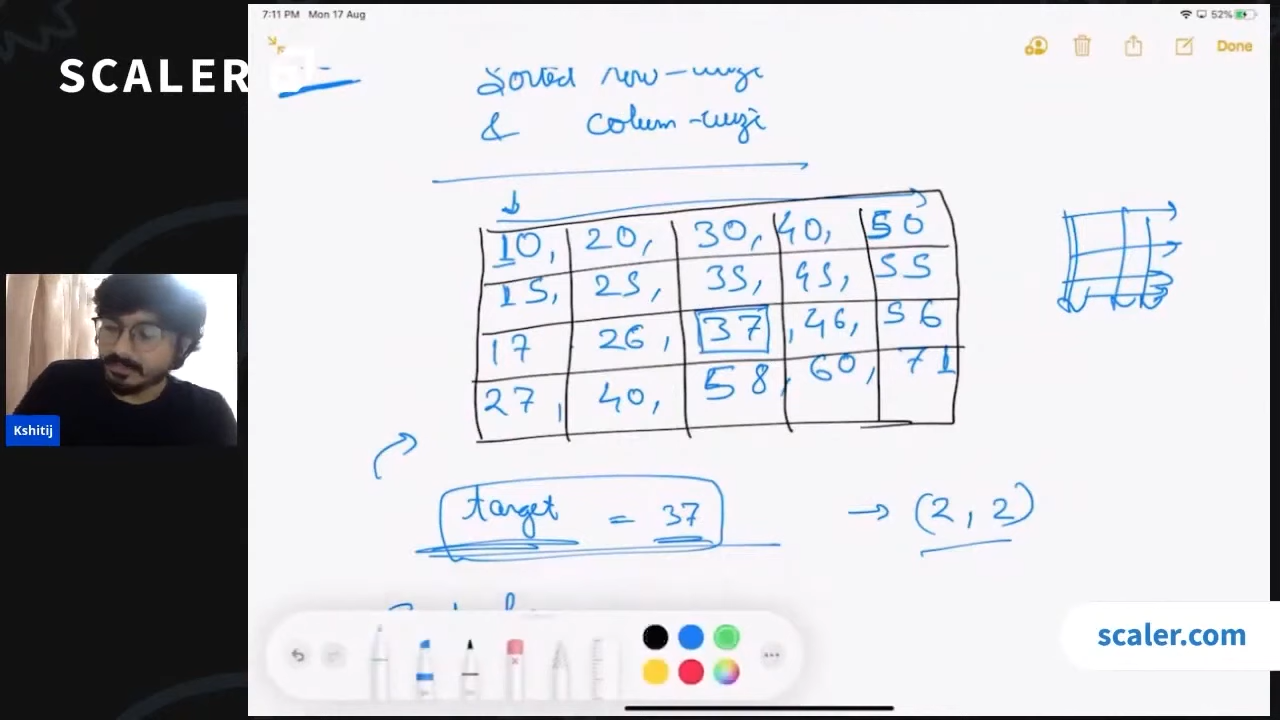 7:11 PM Mon 17 Aug
52%
Done
SCALER
Sorted row-wise
& colum-wise
10, 20, 30, 40, 50
15, 25, 35, 45, 55
17 26, 37, 46, 56
27, 40, 58, 60, 71
target = 37 → (2, 2)
Kshitij
scaler.com